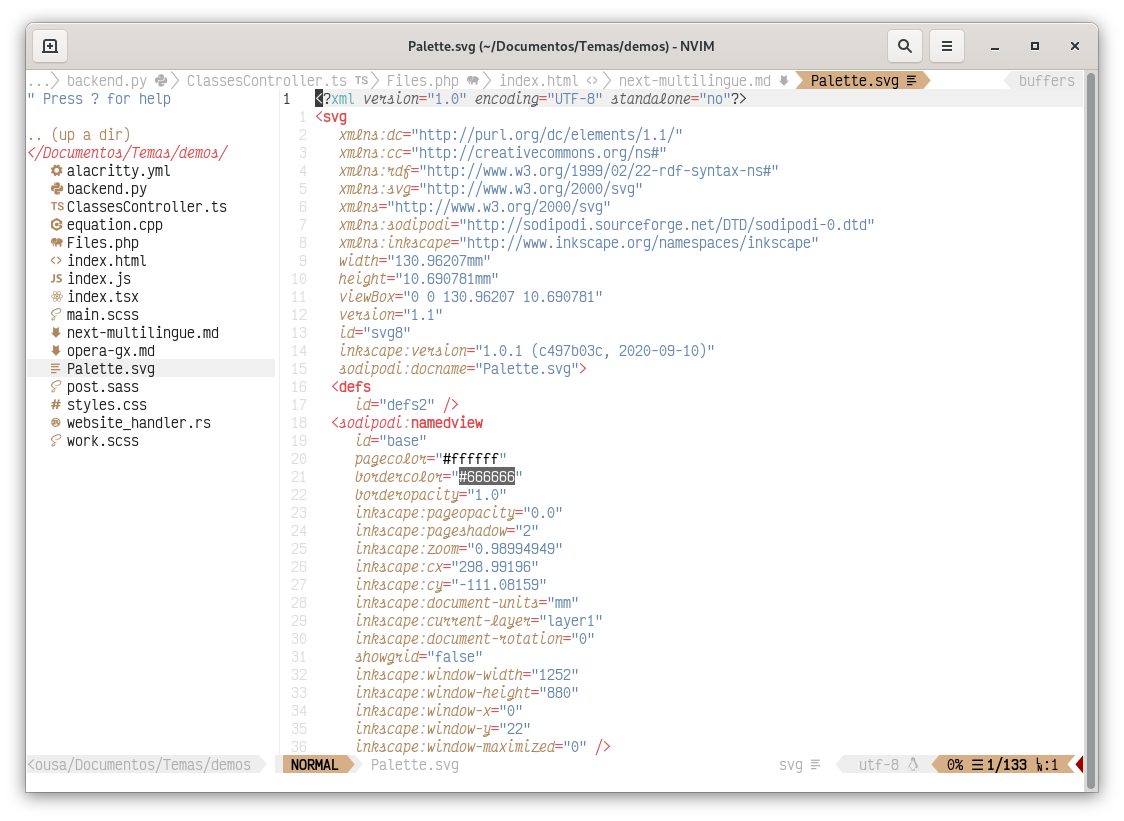 Palette.svg (~/Documentos/Temas/demos) - NVIM
... backend.py ClassesController.ts TS Files.php index.html <> next-multilingue.md Palette.svg buffers
" Press ? for help
.. (up a dir)
</Documentos/Temas/demos/
alacritty.yml
backend.py
TS ClassesController.ts
equation.cpp
Files.php
<> index.html
JS index.js
index.tsx
main.scss
next-multilingue.md
opera-gx.md
Palette.svg
post.sass
# styles.css
website_handler.rs
work.scss
1 <?xml version="1.0" encoding="UTF-8" standalone="no"?>
1 <svg
2 xmlns:dc="http://purl.org/dc/elements/1.1/"
3 xmlns:cc="http://creativecommons.org/ns#"
4 xmlns:rdf="http://www.w3.org/1999/02/22-rdf-syntax-ns#"
5 xmlns:svg="http://www.w3.org/2000/svg"
6 xmlns="http://www.w3.org/2000/svg"
7 xmlns:sodipodi="http://sodipodi.sourceforge.net/DTD/sodipodi-0.dtd"
8 xmlns:inkscape="http://www.inkscape.org/namespaces/inkscape"
9 width="130.96207mm"
10 height="10.690781mm"
11 viewBox="0 0 130.96207 10.690781"
12 version="1.1"
13 id="svg8"
14 inkscape:version="1.0.1 (c497b03c, 2020-09-10)"
15 sodipodi:docname="Palette.svg">
16 <defs
17 id="defs2" />
18 <sodipodi:namedview
19 id="base"
20 pagecolor="#ffffff"
21 bordercolor="#666666"
22 borderopacity="1.0"
23 inkscape:pageopacity="0.0"
24 inkscape:pageshadow="2"
25 inkscape:zoom="0.98994949"
26 inkscape:cx="298.99196"
27 inkscape:cy="-111.08159"
28 inkscape:document-units="mm"
29 inkscape:current-layer="layer1"
30 inkscape:document-rotation="0"
31 showgrid="false"
32 inkscape:window-width="1252"
33 inkscape:window-height="880"
34 inkscape:window-x="0"
35 inkscape:window-y="22"
36 inkscape:window-maximized="0" />
<ousa/Documentos/Temas/demos NORMAL Palette.svg svg utf-8 0% ☰ 1/133 ㏑:1